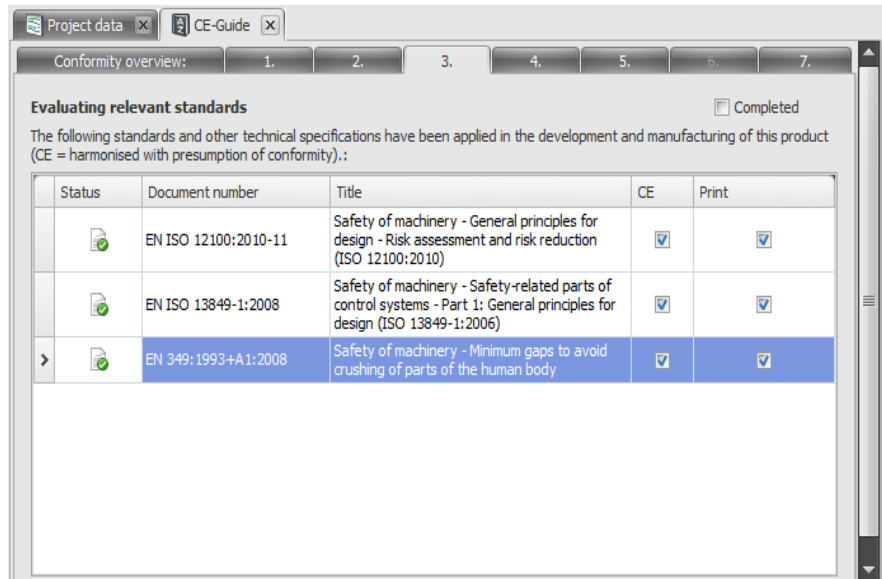 Project data CE-Guide
Conformity overview: 1. 2. 3. 4. 5. 6. 7.
Evaluating relevant standards Completed
The following standards and other technical specifications have been applied in the development and manufacturing of this product
(CE = harmonised with presumption of conformity).:
Status Document number Title CE Print
EN ISO 12100:2010-11
Safety of machinery - General principles for
design - Risk assessment and risk reduction
(ISO 12100:2010)
EN ISO 13849-1:2008
Safety of machinery - Safety-related parts of
control systems - Part 1: General principles for
design (ISO 13849-1:2006)
EN 349:1993+A1:2008
Safety of machinery - Minimum gaps to avoid
crushing of parts of the human body